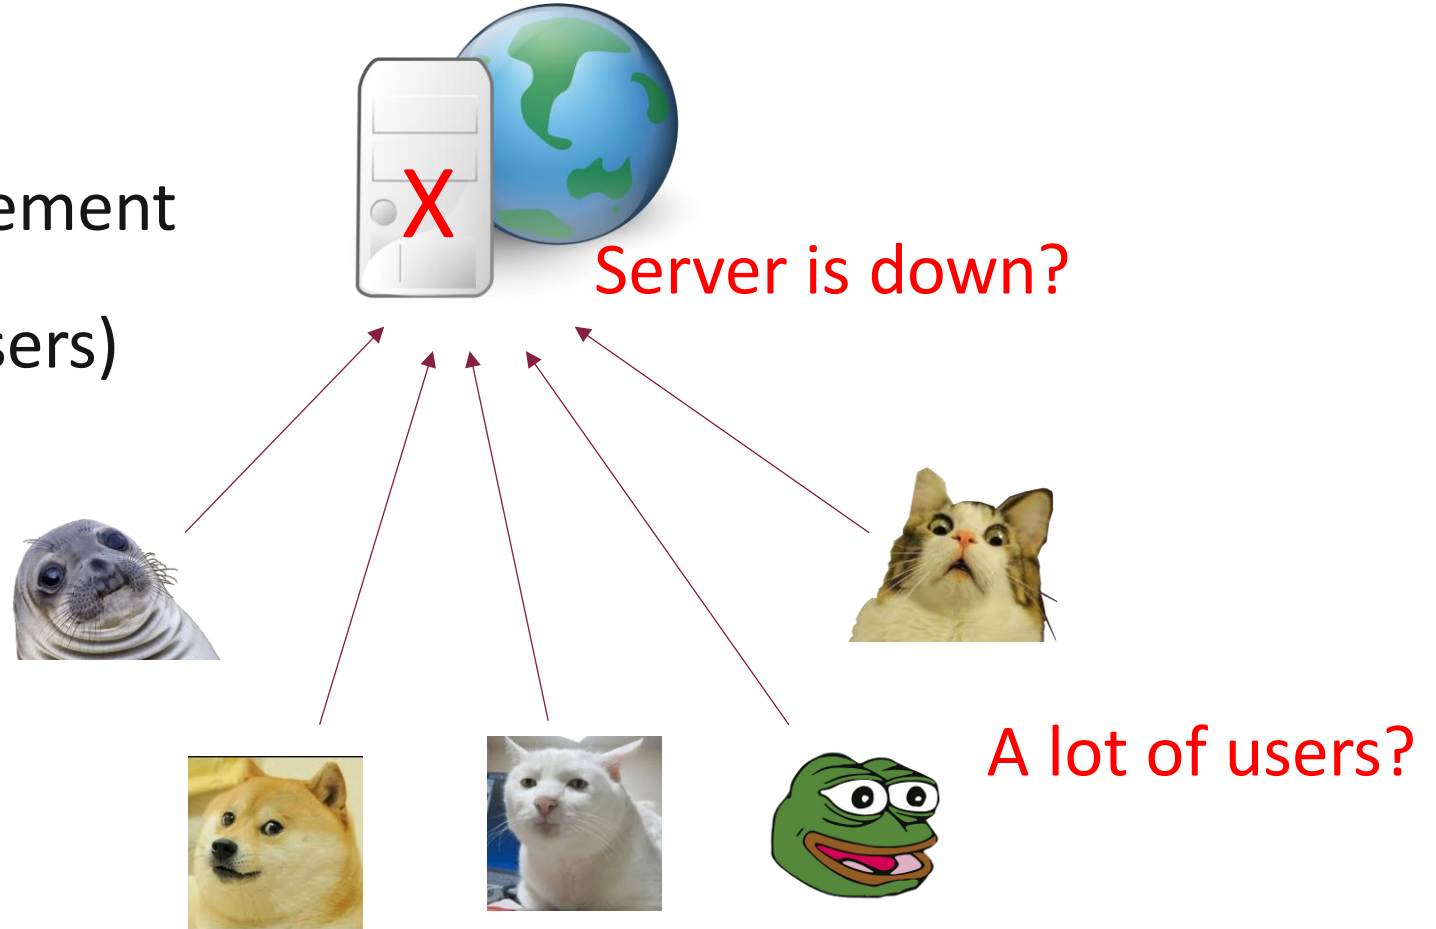 X
ement
Server is down?
sers)
A lot of users?